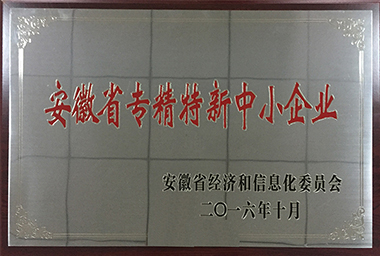 安徽省专精特新中小企业
安徽省经济和信息化委员会
二〇一六年十月